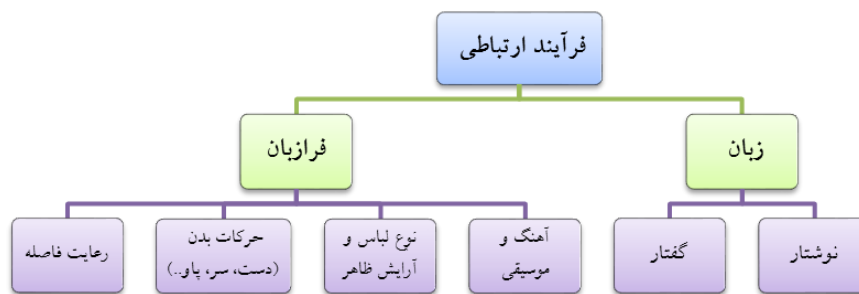 فرآیند ارتباطی
زبان
فرازبان
نوشتار
گفتار
آهنگ و
موسیقی
نوع لباس و
آرایش ظاهر
حرکات بدن
(دست، سر، پاو..)
رعایت فاصله